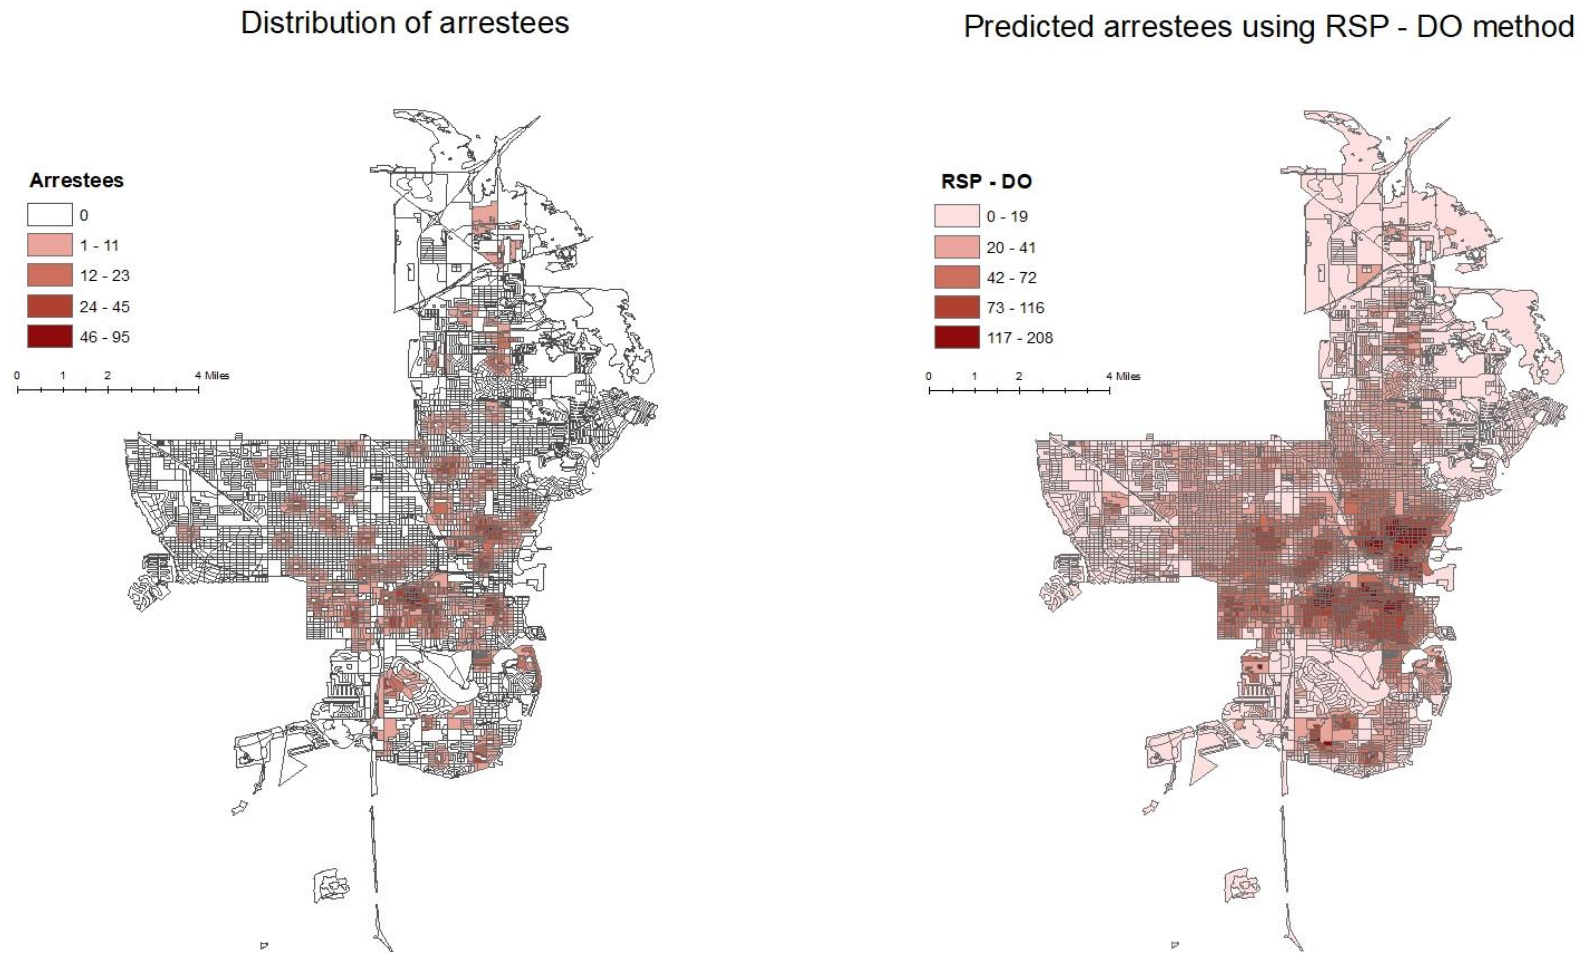 Distribution of arrestees
Predicted arrestees using RSP - DO method
Arrestees
0
1 - 11
12 - 23
24 - 45
46 - 95
0 1 2 4 Miles
RSP - DO
0 - 19
20 - 41
42 - 72
73 - 116
117 - 208
0 1 2 4 Miles